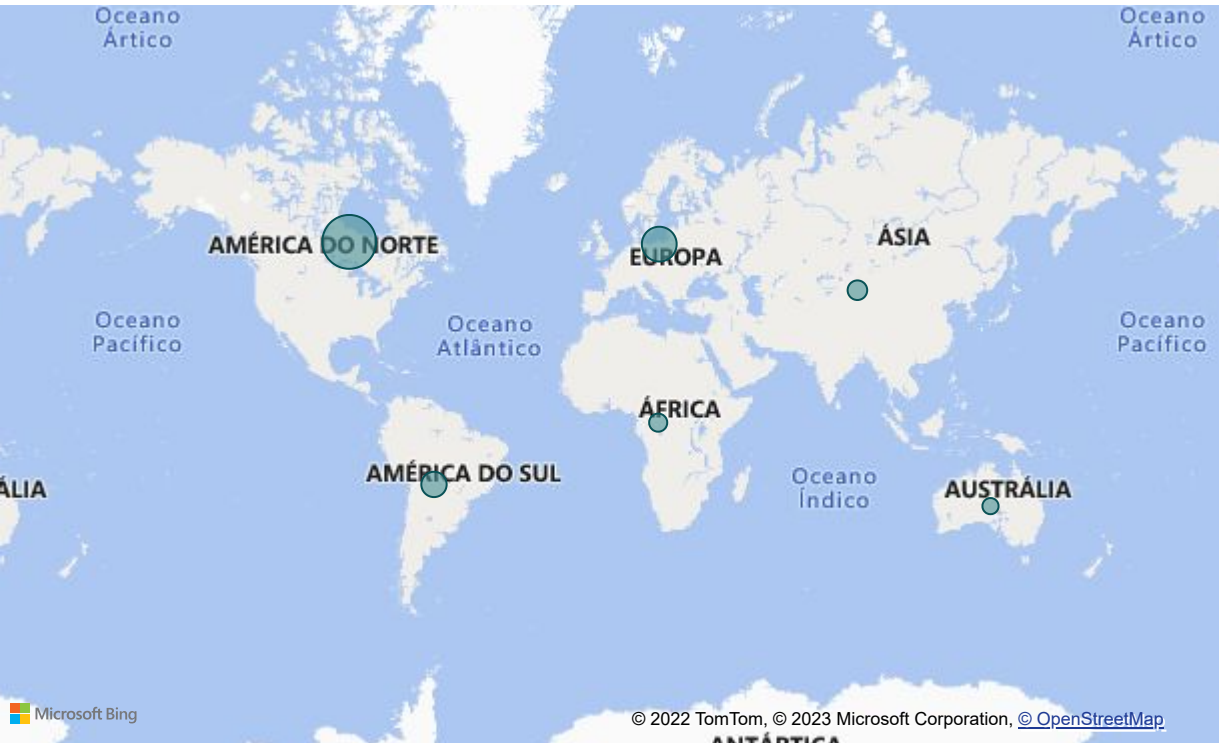 Oceano
Ártico
Oceano
Ártico
AMÉRICA DO NORTE
EUROPA
ÁSIA
Oceano
Pacífico
Oceano
Atlântico
Oceano
Pacífico
ÁFRICA
AMÉRICA DO SUL
Oceano
Índico
ÁLIA
AUSTRÁLIA
Microsoft Bing
© 2022 TomTom, © 2023 Microsoft Corporation, © OpenStreetMap
ANTÁRTICA